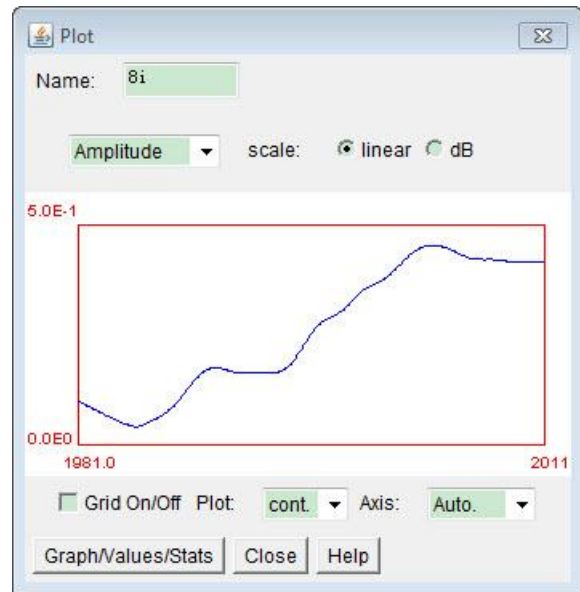 Plot
Name: 8i
Amplitude scale: linear dB
5.0E-1
0.0E0
1981.0 2011
Grid On/Off Plot: cont. Axis: Auto.
Graph/Values/Stats Close Help